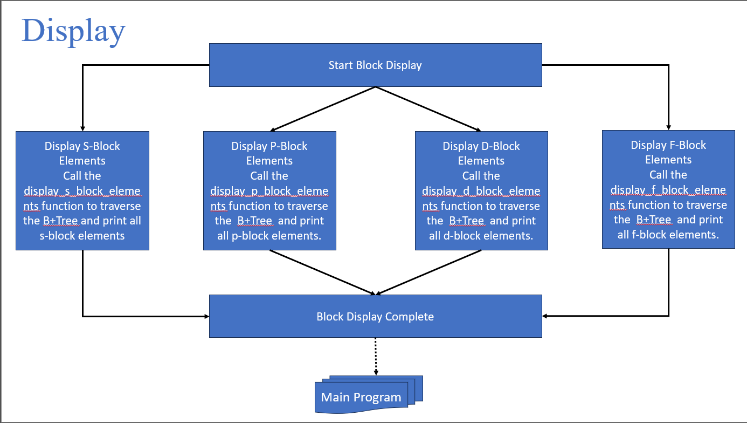 Display
Start Block Display
Display S-Block
Elements
Call the
display_s_block_eleme
nts function to traverse
the B+Tree and print all
s-block elements
Display P-Block
Elements
Call the
display_p_block_eleme
nts function to traverse
the B+Tree and print
all p-block elements.
Display D-Block
Elements
Call the
display_d_block_eleme
nts function to traverse
the B+Tree and print
all d-block elements.
Display F-Block
Elements
Call the
display_f_block_eleme
nts function to traverse
the B+Tree and print
all f-block elements.
Block Display Complete
Main Program